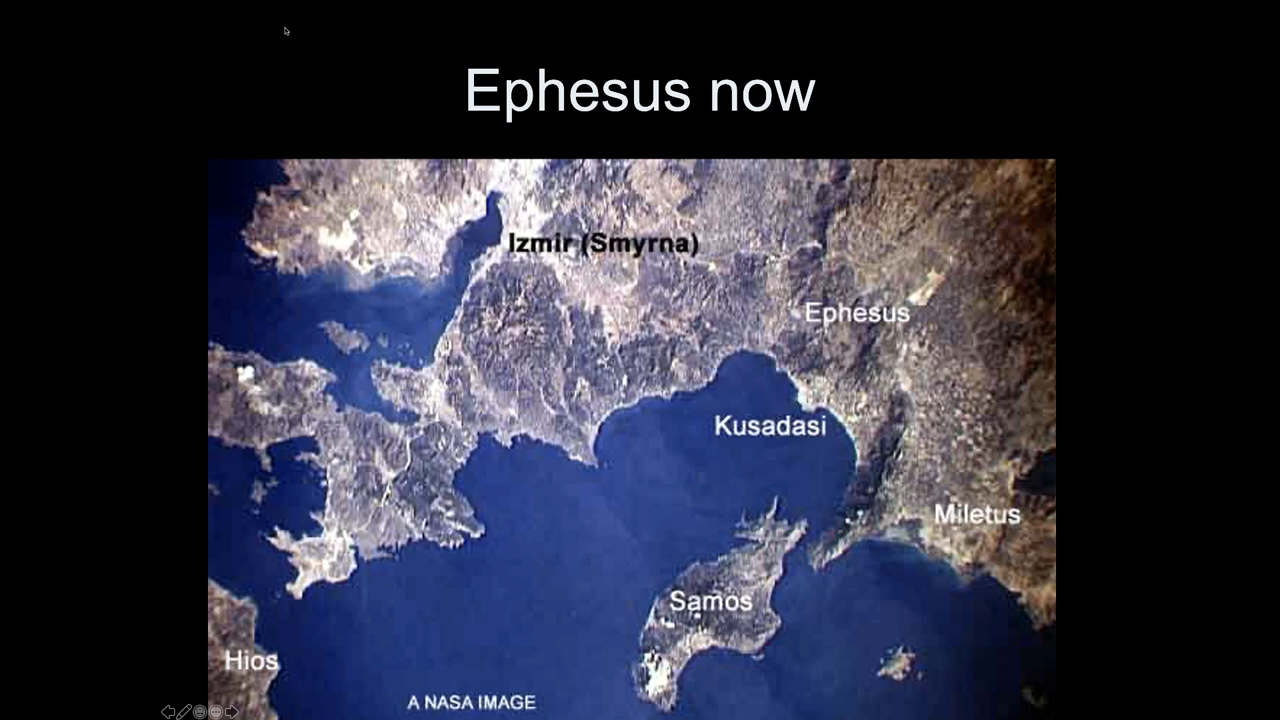 Ephesus now
Izmir (Smyrna)
Ephesus
Kusadasi
Miletus
Samos
Hios
A NASA IMAGE